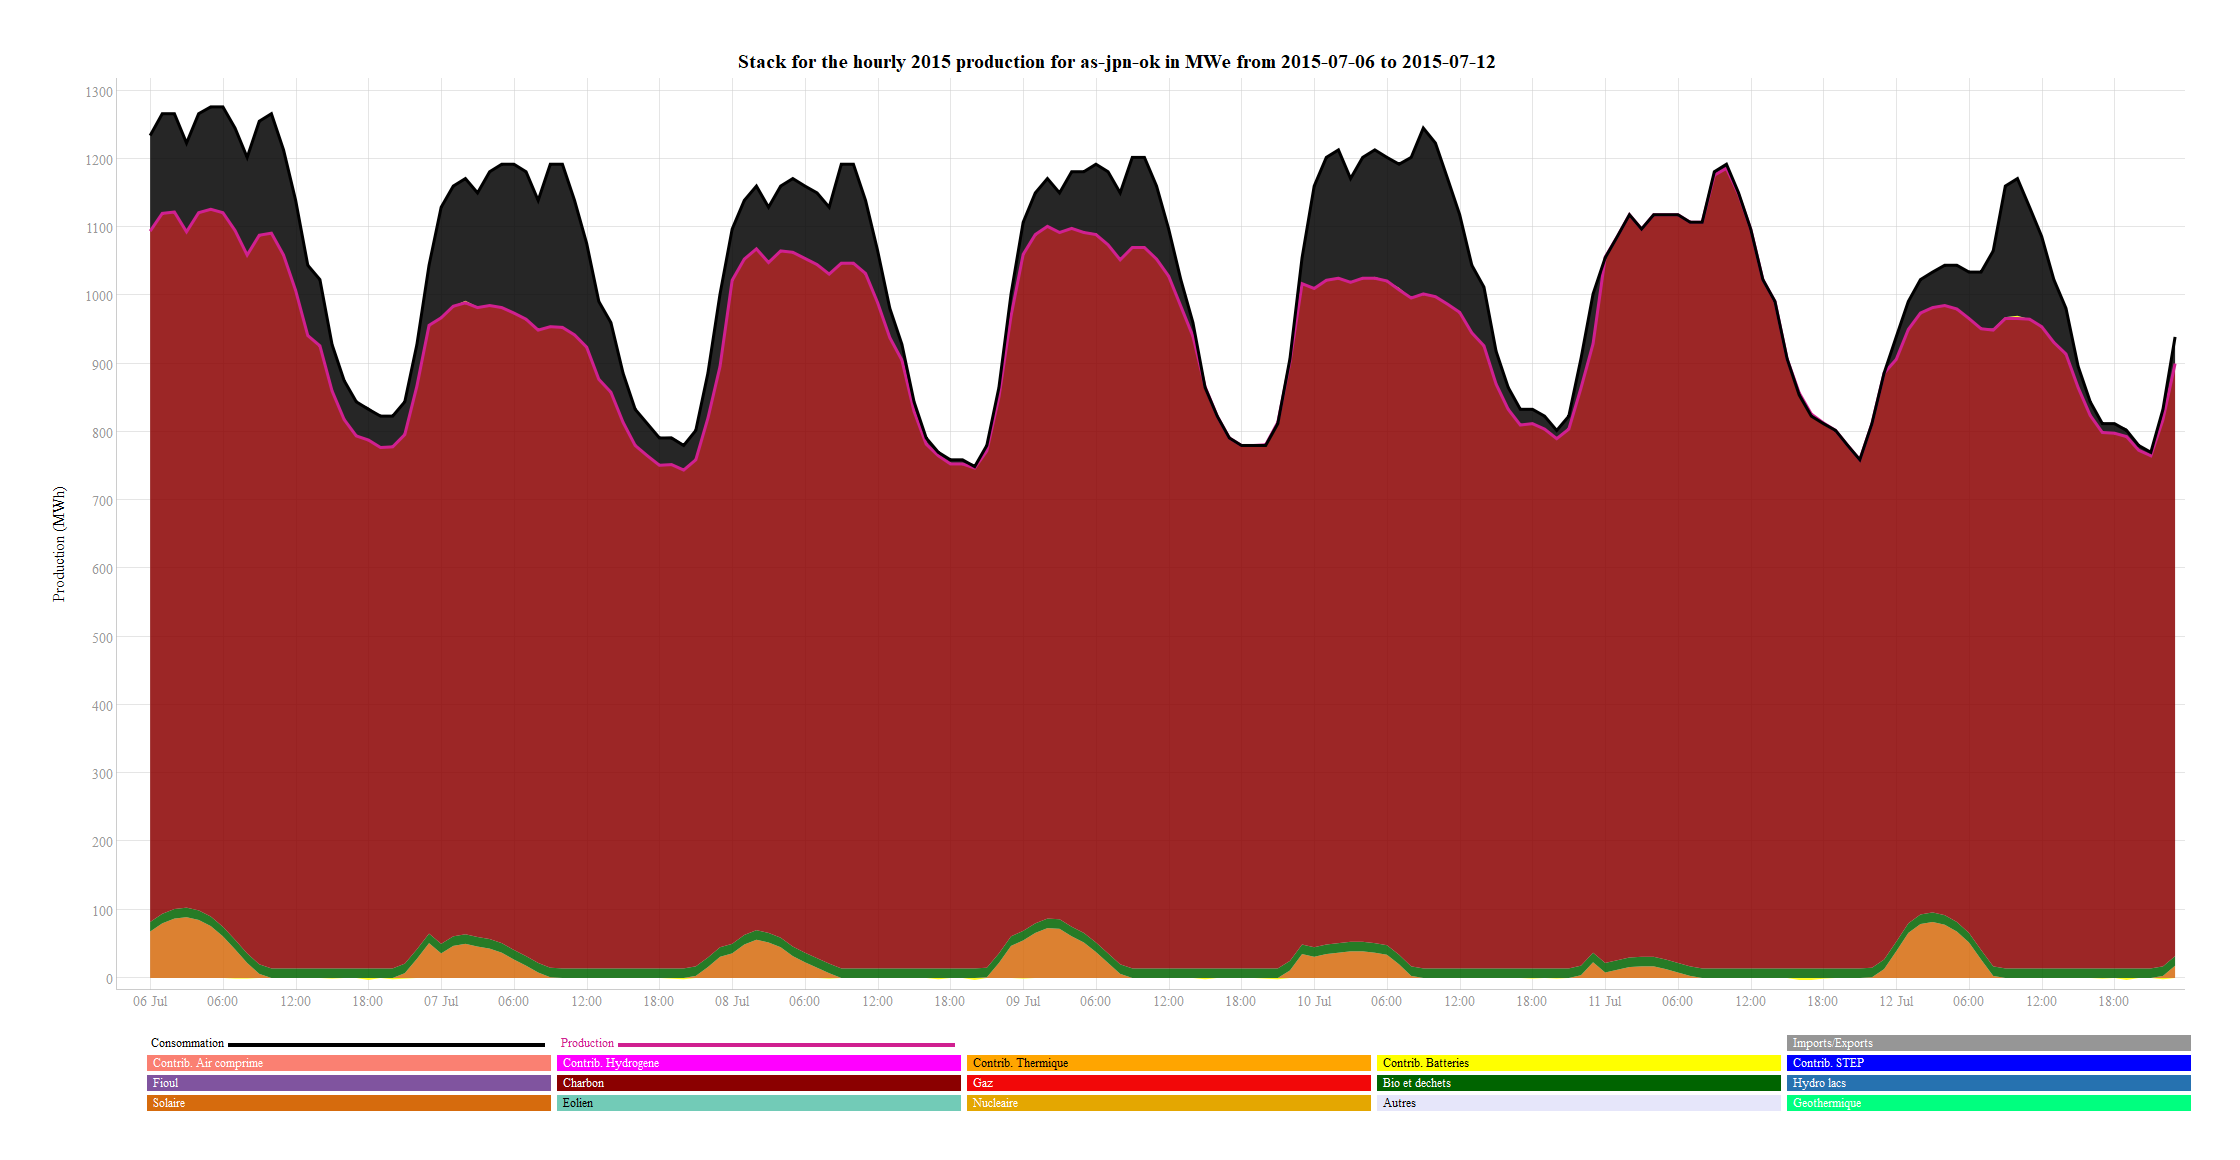 Stack for the hourly 2015 production for as-jpn-ok in MWe from 2015-07-06 to 2015-07-12
Production (MWh)
1300
1200
1100
1000
900
800
700
600
500
400
300
200
100
0
06 Jul 06:00 12:00 18:00 07 Jul 06:00 12:00 18:00 08 Jul 06:00 12:00 18:00 09 Jul 06:00 12:00 18:00 10 Jul 06:00 12:00 18:00 11 Jul 06:00 12:00 18:00 12 Jul 06:00 12:00 18:00
Consommation Production Imports/Exports
Contrib. Air comprime Contrib. Hydrogene Contrib. Thermique Contrib. Batteries Contrib. STEP
Fioul Charbon Gaz Bio et dechets Hydro lacs
Solaire Eolien Nucleaire Autres Geothermique